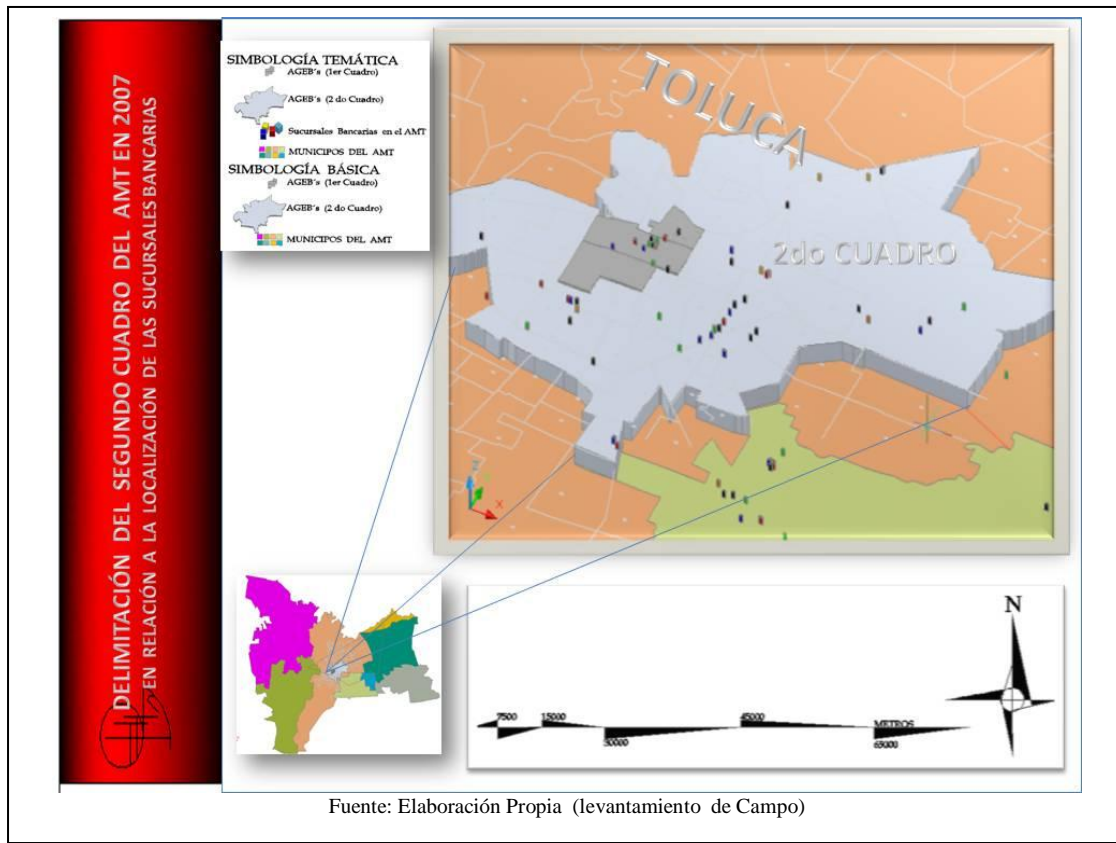 DELIMITACIÓN DEL SEGUNDO CUADRO DEL AMT EN 2007
EN RELACIÓN A LA LOCALIZACIÓN DE LAS SUCURSALES BANCARIAS
SIMBOLOGÍA TEMÁTICA
AGEB's (1er Cuadro)
AGEB's (2 do Cuadro)
Sucursales Bancarias en el AMT
MUNICIPOS DEL AMT
SIMBOLOGÍA BÁSICA
AGEB's (1er Cuadro)
AGEB's (2 do Cuadro)
MUNICIPOS DEL AMT
TOLUCA
2do CUADRO
Z
X
N
7500 15000 45000 METROS
30000 65000
Fuente: Elaboración Propia (levantamiento de Campo)